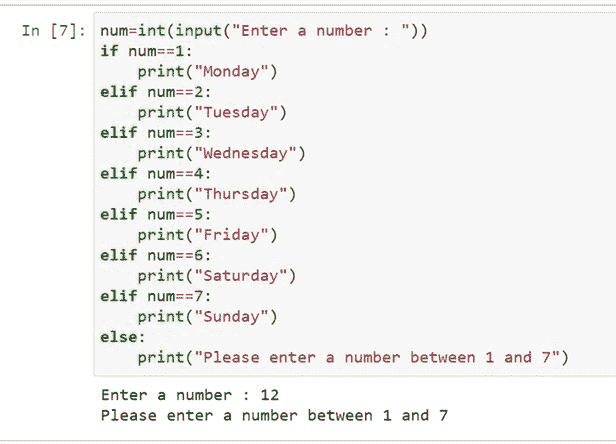 In [7]: num=int(input("Enter a number : "))
if num==1:
    print("Monday")
elif num==2:
    print("Tuesday")
elif num==3:
    print("Wednesday")
elif num==4:
    print("Thursday")
elif num==5:
    print("Friday")
elif num==6:
    print("Saturday")
elif num==7:
    print("Sunday")
else:
    print("Please enter a number between 1 and 7")
Enter a number : 12
Please enter a number between 1 and 7